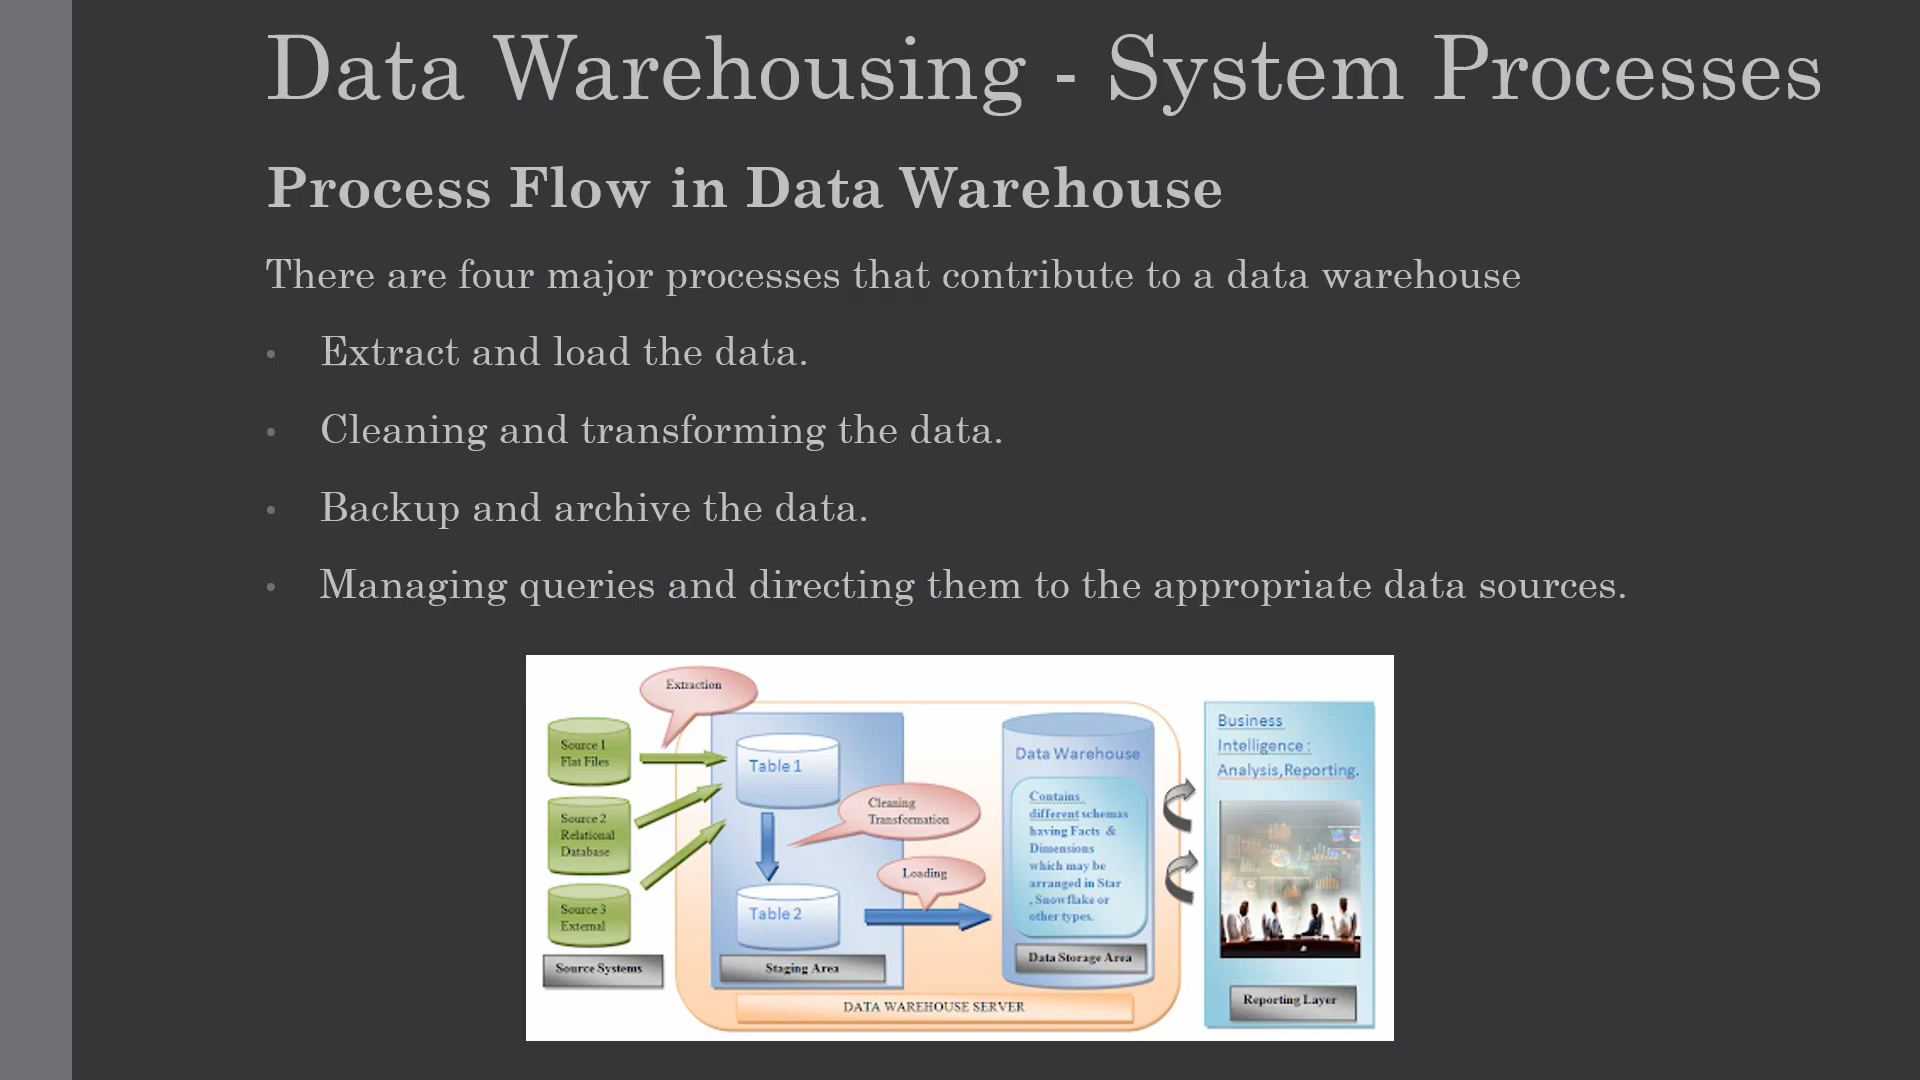 Data Warehousing - System Processes
Process Flow in Data Warehouse
There are four major processes that contribute to a data warehouse
• Extract and load the data.
• Cleaning and transforming the data.
• Backup and archive the data.
• Managing queries and directing them to the appropriate data sources.
Extraction
Source 1
Flat Files
Source 2
Relational
Database
Source 3
External
Source Systems
Table 1
Cleaning
Transformation
Loading
Table 2
Staging Area
Data Warehouse
Contains
different schemas
having Facts &
Dimensions
which may be
arranged in Star
, Snowflake or
other types.
Data Storage Area
DATA WAREHOUSE SERVER
Business
Intelligence :
Analysis,Reporting.
Reporting Layer